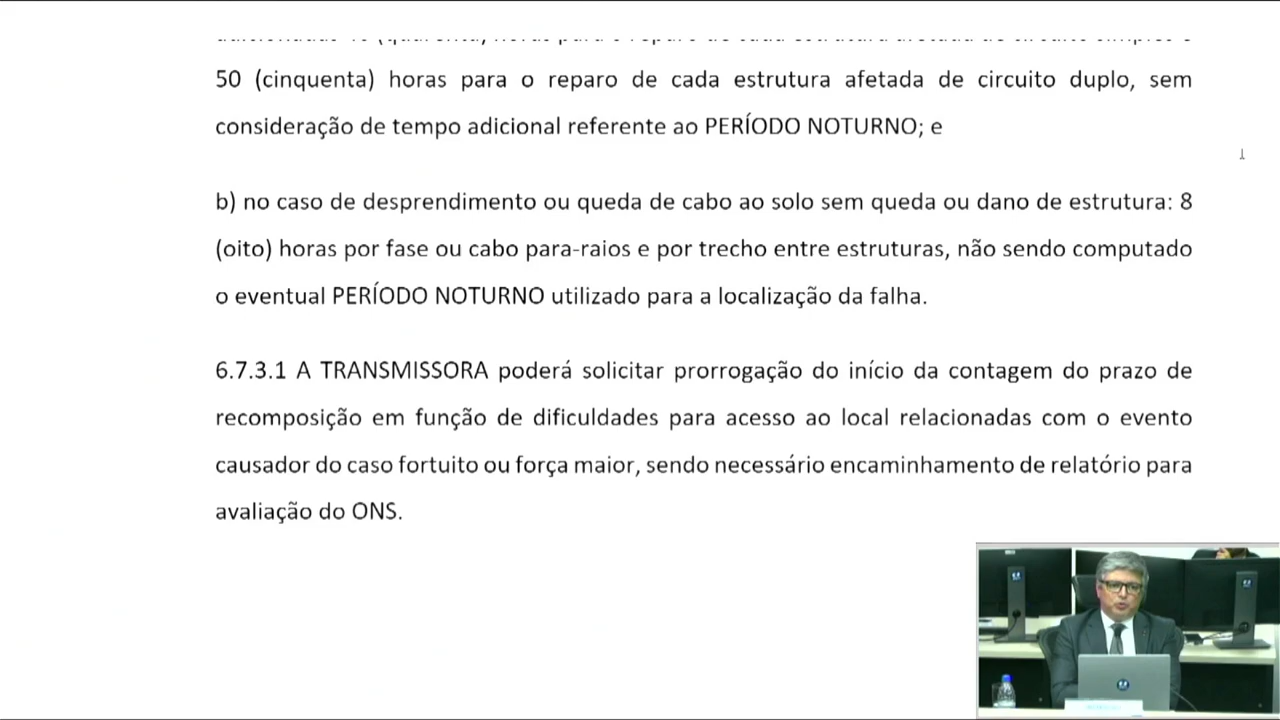 50 (cinquenta) horas para o reparo de cada estrutura afetada de circuito duplo, sem
consideração de tempo adicional referente ao PERÍODO NOTURNO; e
b) no caso de desprendimento ou queda de cabo ao solo sem queda ou dano de estrutura: 8
(oito) horas por fase ou cabo para-raios e por trecho entre estruturas, não sendo computado
o eventual PERÍODO NOTURNO utilizado para a localização da falha.
6.7.3.1 A TRANSMISSORA poderá solicitar prorrogação do início da contagem do prazo de
recomposição em função de dificuldades para acesso ao local relacionadas com o evento
causador do caso fortuito ou força maior, sendo necessário encaminhamento de relatório para
avaliação do ONS.